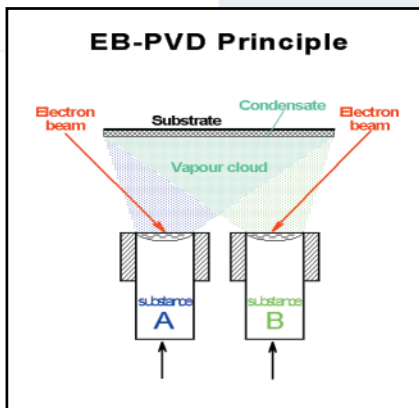 EB-PVD Principle
Condensate
Electron
beam
Substrate
Electron
beam
Vapour cloud
substance
A
substance
B